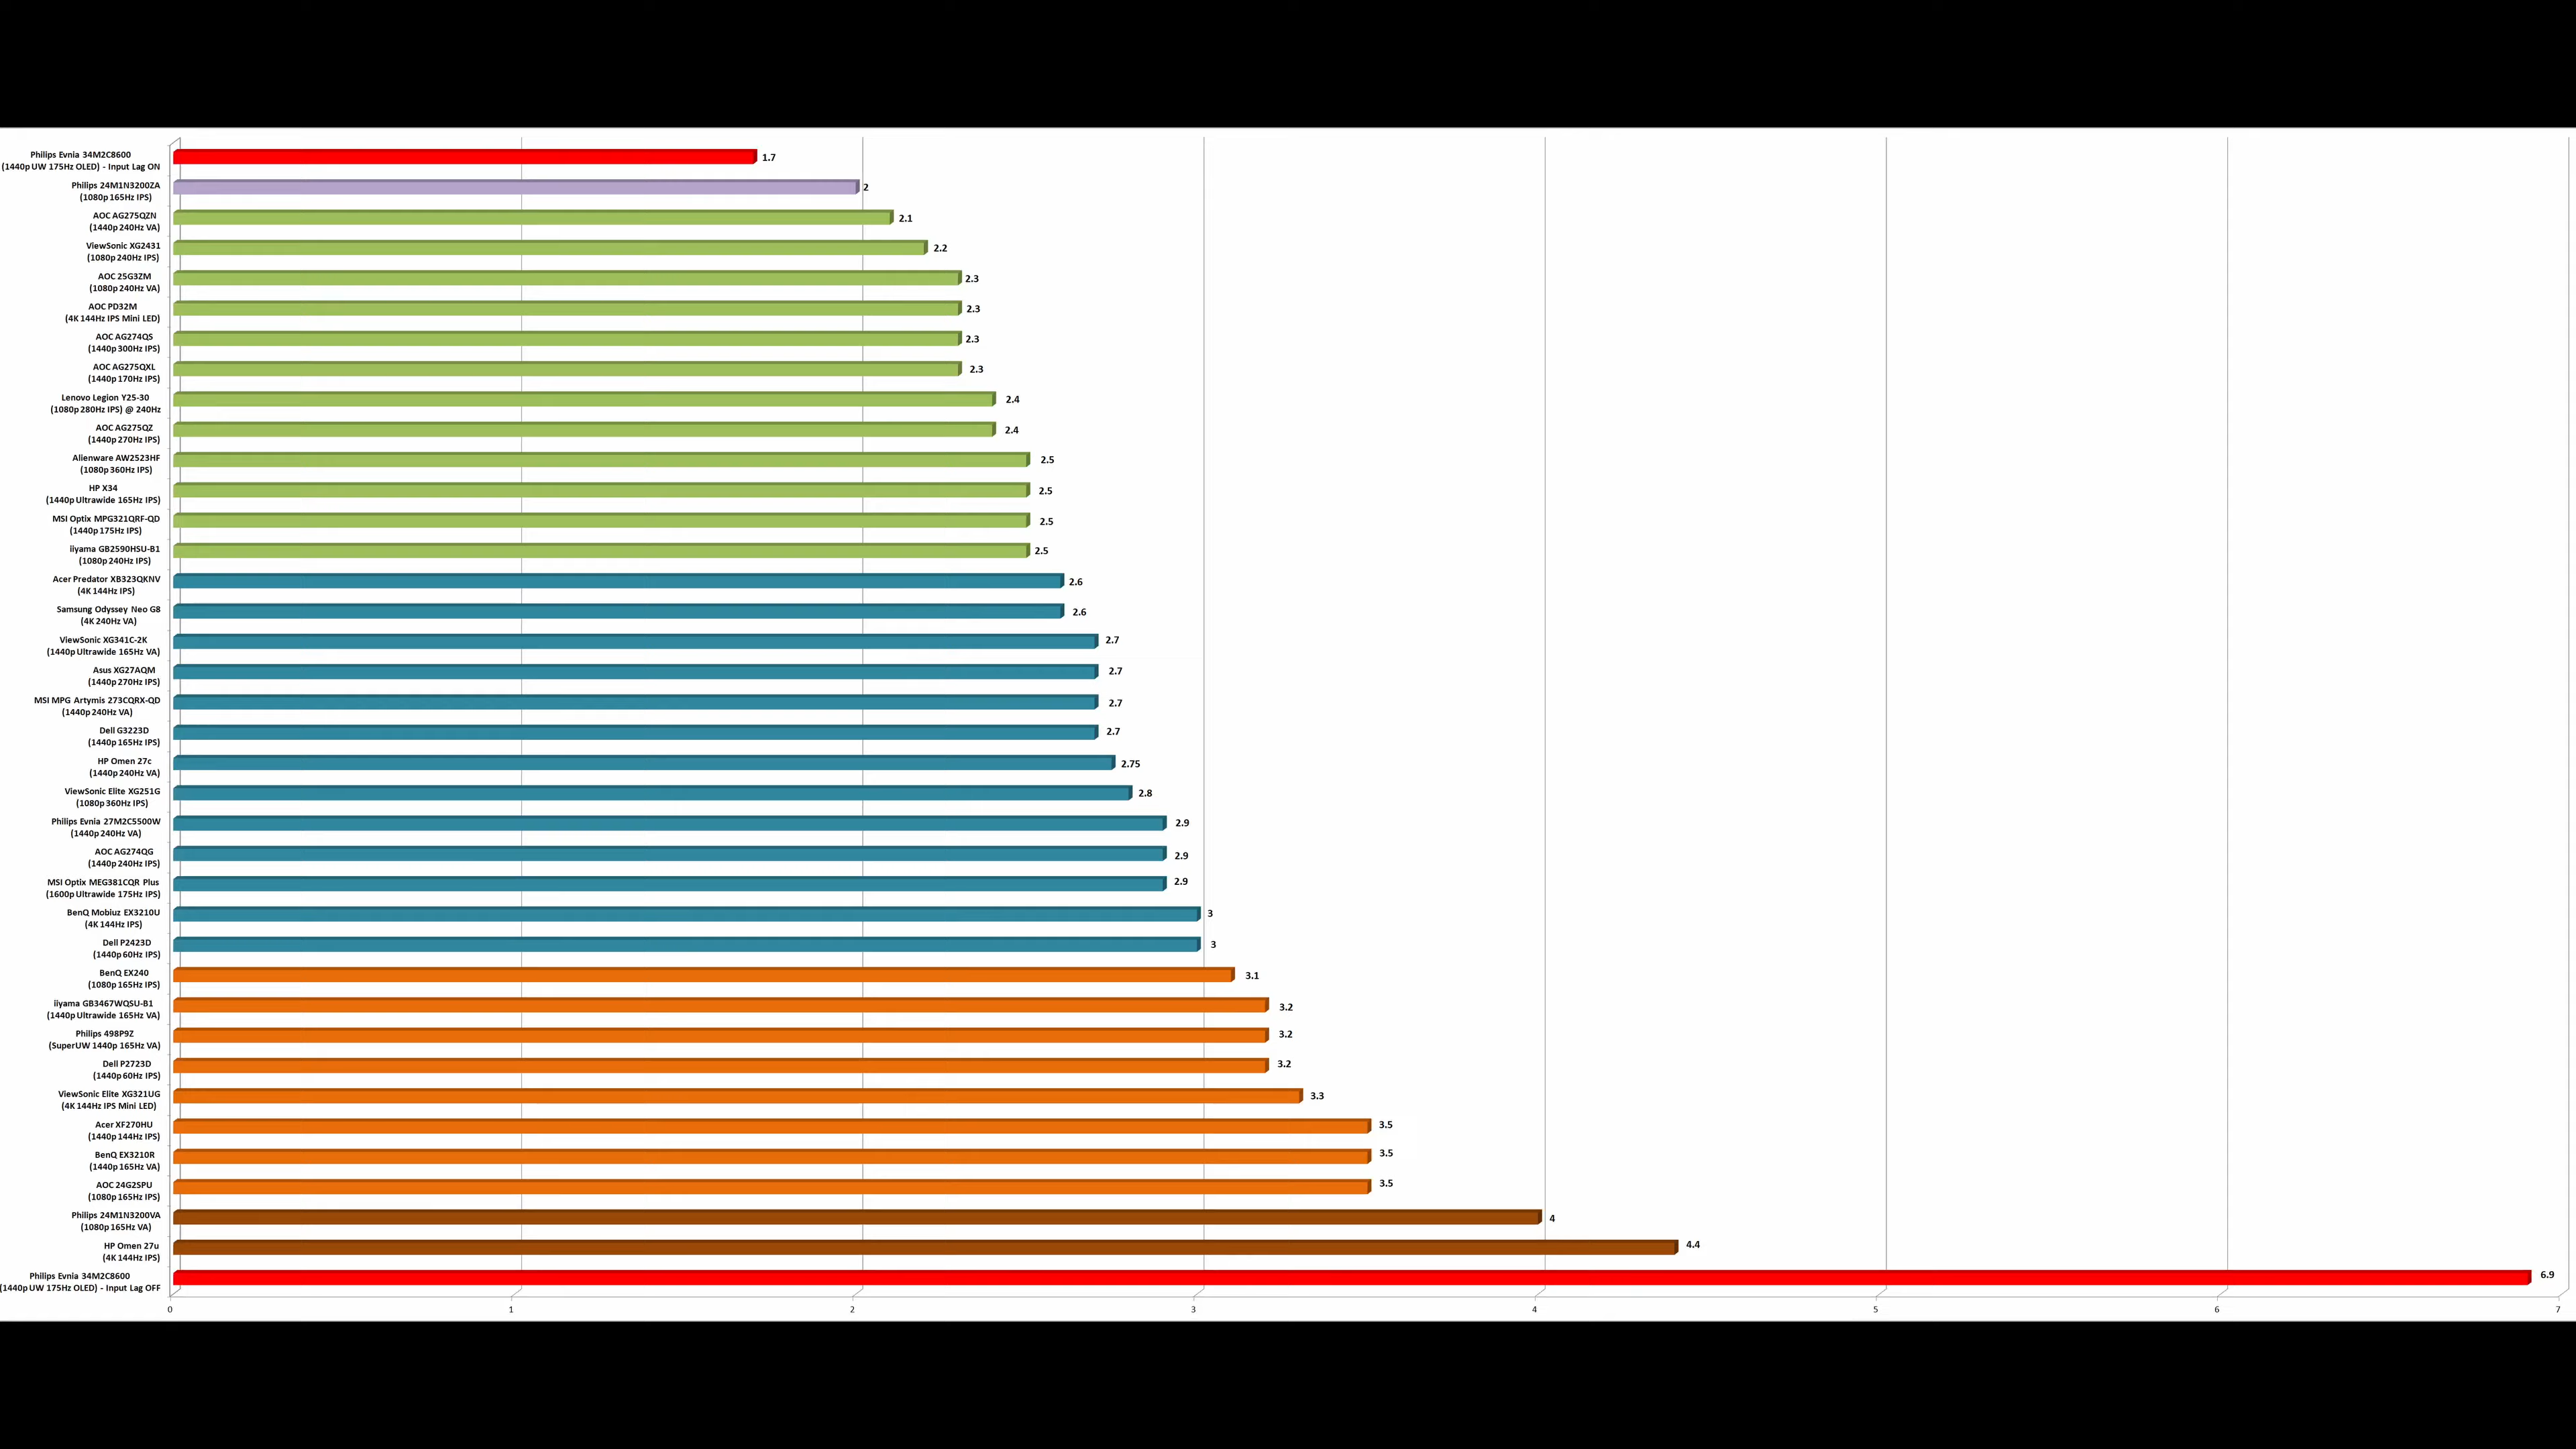 Philips Evnia 34M2C8600
(1440p UW 175Hz OLED) - Input Lag ON
1.7
Philips 24M1N3200ZA
(1080p 165Hz IPS)
2
AOC AG275QZN
(1440p 240Hz VA)
2.1
ViewSonic XG2431
(1080p 240Hz IPS)
2.2
AOC 25G3ZM
(1080p 240Hz VA)
2.3
AOC PD32M
(4K 144Hz IPS Mini LED)
2.3
AOC AG274QS
(1440p 300Hz IPS)
2.3
AOC AG275QXL
(1440p 170Hz IPS)
2.3
Lenovo Legion Y25-30
(1080p 280Hz IPS) @ 240Hz
2.4
AOC AG275QZ
(1440p 270Hz IPS)
2.4
Alienware AW2523HF
(1080p 360Hz IPS)
2.5
HP X34
(1440p Ultrawide 165Hz IPS)
2.5
MSI Optix MPG321QRF-QD
(1440p 175Hz IPS)
2.5
iiyama GB2590HSU-B1
(1080p 240Hz IPS)
2.5
Acer Predator XB323QKNV
(4K 144Hz IPS)
2.6
Samsung Odyssey Neo G8
(4K 240Hz VA)
2.6
ViewSonic XG341C-2K
(1440p Ultrawide 165Hz VA)
2.7
Asus XG27AQM
(1440p 270Hz IPS)
2.7
MSI MPG Artymis 273CQRX-QD
(1440p 240Hz VA)
2.7
Dell G3223D
(1440p 165Hz IPS)
2.7
HP Omen 27c
(1440p 240Hz VA)
2.75
ViewSonic Elite XG251G
(1080p 360Hz IPS)
2.8
Philips Evnia 27M2C5500W
(1440p 240Hz VA)
2.9
AOC AG274QG
(1440p 240Hz IPS)
2.9
MSI Optix MEG381CQR Plus
(1600p Ultrawide 175Hz IPS)
2.9
BenQ Mobiuz EX3210U
(4K 144Hz IPS)
3
Dell P2423D
(1440p 60Hz IPS)
3
BenQ EX240
(1080p 165Hz IPS)
3.1
iiyama GB3467WQSU-B1
(1440p Ultrawide 165Hz VA)
3.2
Philips 498P9Z
(SuperUW 1440p 165Hz VA)
3.2
Dell P2723D
(1440p 60Hz IPS)
3.2
ViewSonic Elite XG321UG
(4K 144Hz IPS Mini LED)
3.3
Acer XF270HU
(1440p 144Hz IPS)
3.5
BenQ EX3210R
(1440p 165Hz VA)
3.5
AOC 24G2SPU
(1080p 165Hz IPS)
3.5
Philips 24M1N3200VA
(1080p 165Hz VA)
4
HP Omen 27u
(4K 144Hz IPS)
4.4
Philips Evnia 34M2C8600
(1440p UW 175Hz OLED) - Input Lag OFF
6.9
0 1 2 3 4 5 6 7